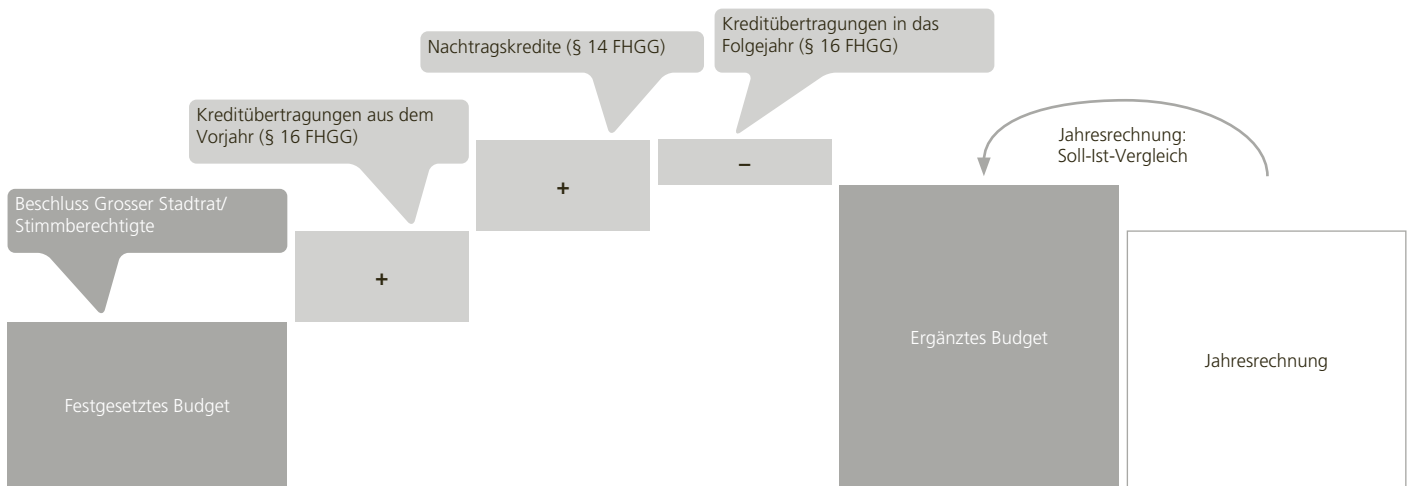 Beschluss Grosser Stadtrat/
Stimmberechtigte
Festgesetztes Budget
Kreditübertragungen aus dem
Vorjahr (§ 16 FHGG)
+
Nachtragskredite (§ 14 FHGG)
+
Kreditübertragungen in das
Folgejahr (§ 16 FHGG)
–
Jahresrechnung:
Soll-Ist-Vergleich
Ergänztes Budget
Jahresrechnung